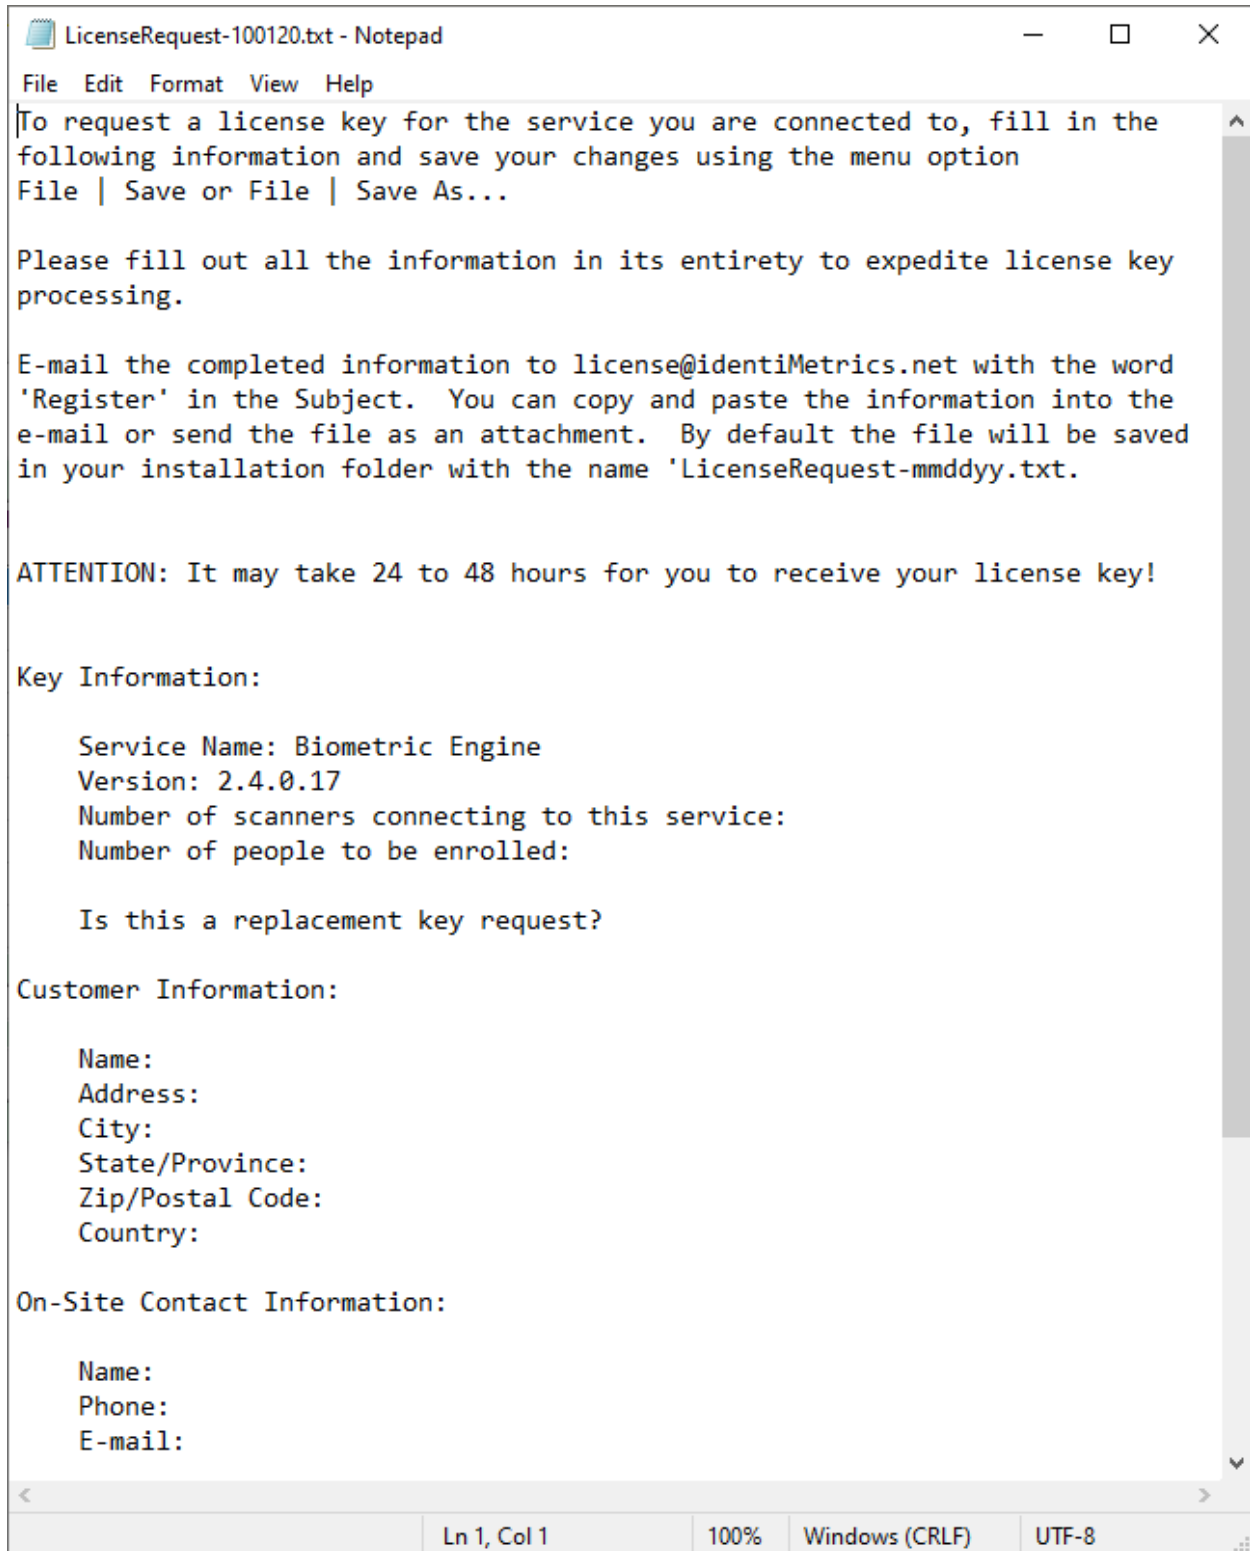 LicenseRequest-100120.txt - Notepad
File Edit Format View Help
To request a license key for the service you are connected to, fill in the
following information and save your changes using the menu option
File | Save or File | Save As...
Please fill out all the information in its entirety to expedite license key
processing.
E-mail the completed information to license@identiMetrics.net with the word
'Register' in the Subject.  You can copy and paste the information into the
e-mail or send the file as an attachment.  By default the file will be saved
in your installation folder with the name 'LicenseRequest-mmddyy.txt.
ATTENTION: It may take 24 to 48 hours for you to receive your license key!
Key Information:
Service Name: Biometric Engine
Version: 2.4.0.17
Number of scanners connecting to this service:
Number of people to be enrolled:
Is this a replacement key request?
Customer Information:
Name:
Address:
City:
State/Province:
Zip/Postal Code:
Country:
On-Site Contact Information:
Name:
Phone:
E-mail:
Ln 1, Col 1 100% Windows (CRLF) UTF-8